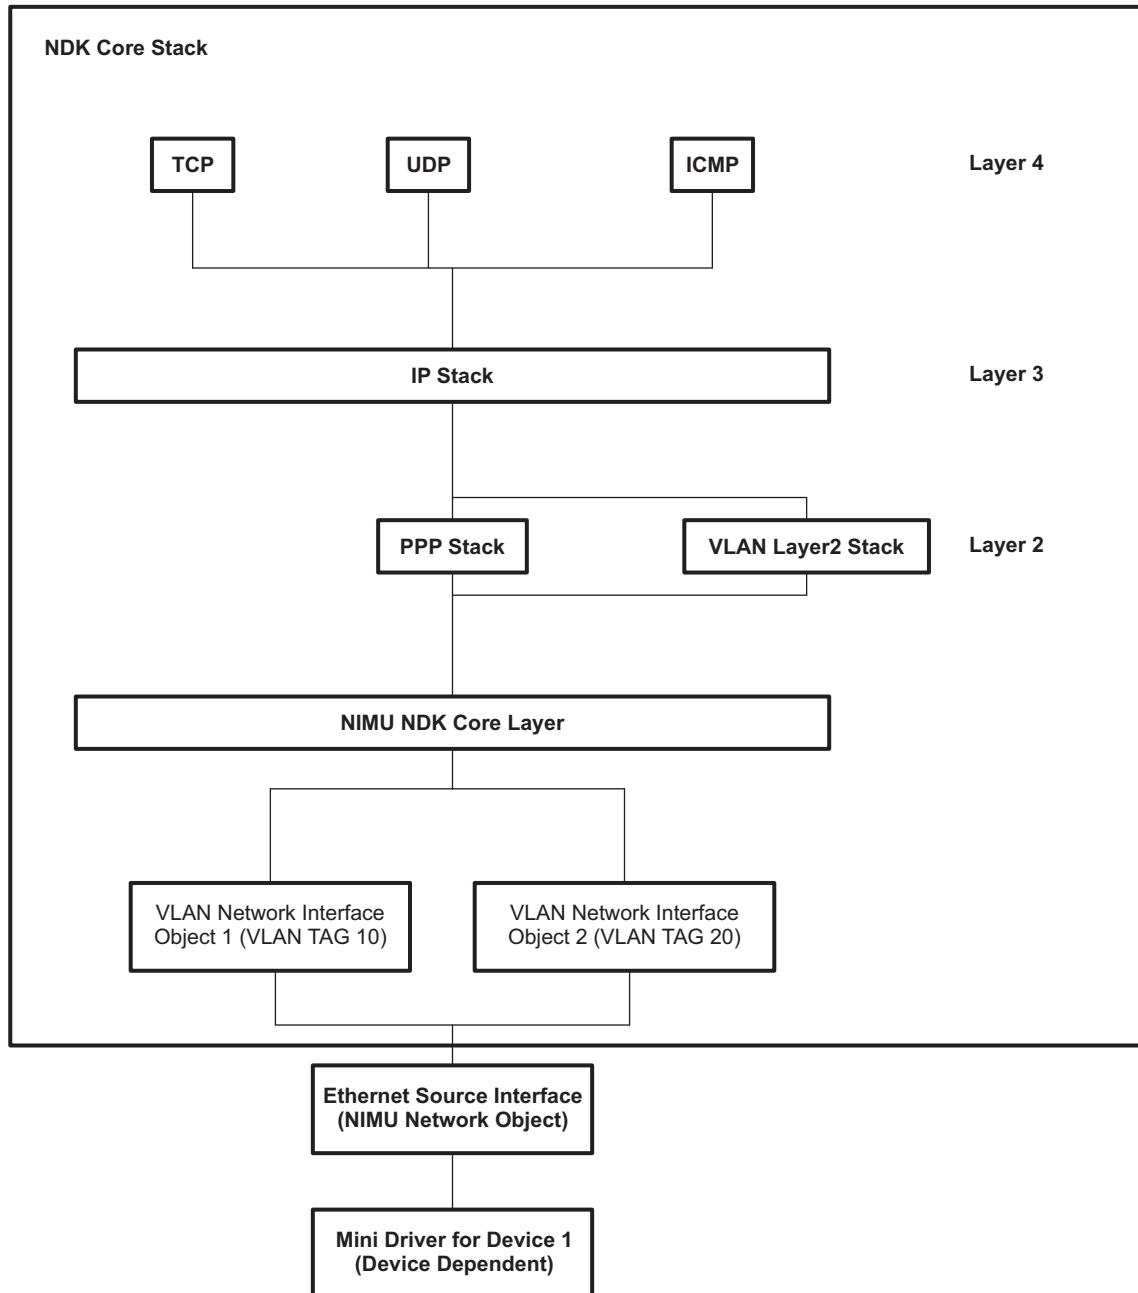 NDK Core Stack
TCP
UDP
ICMP
Layer 4
IP Stack
Layer 3
PPP Stack
VLAN Layer2 Stack
Layer 2
NIMU NDK Core Layer
VLAN Network Interface
Object 1 (VLAN TAG 10)
VLAN Network Interface
Object 2 (VLAN TAG 20)
Ethernet Source Interface
(NIMU Network Object)
Mini Driver for Device 1
(Device Dependent)